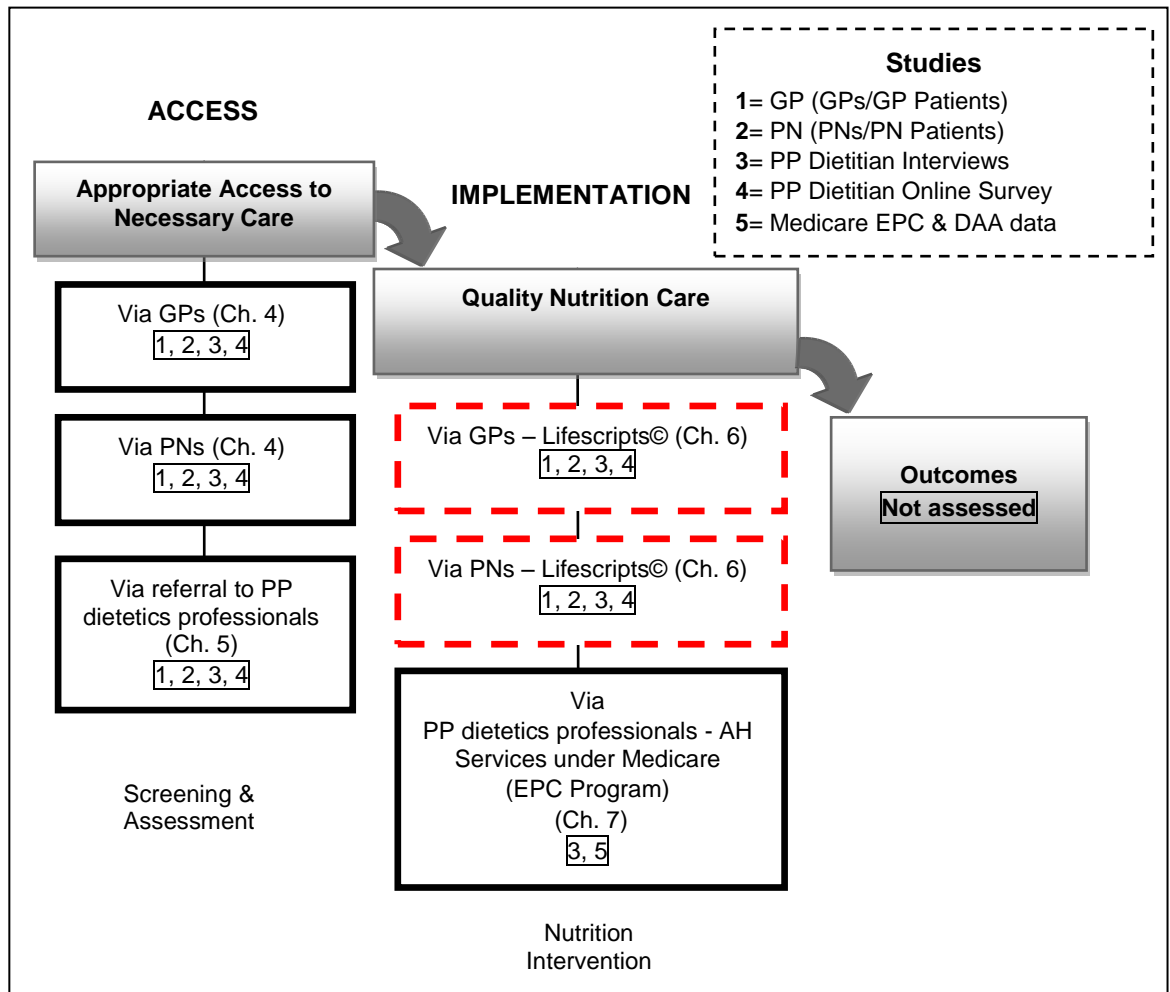 ACCESS
Appropriate Access to
Necessary Care
Via GPs (Ch. 4)
1, 2, 3, 4
Via PNs (Ch. 4)
1, 2, 3, 4
Via referral to PP
dietetics professionals
(Ch. 5)
1, 2, 3, 4
Screening &
Assessment
IMPLEMENTATION
Quality Nutrition Care
Via GPs – Lifescripts© (Ch. 6)
1, 2, 3, 4
Via PNs – Lifescripts© (Ch. 6)
1, 2, 3, 4
Via
PP dietetics professionals - AH
Services under Medicare
(EPC Program)
(Ch. 7)
3, 5
Nutrition
Intervention
Studies
1= GP (GPs/GP Patients)
2= PN (PNs/PN Patients)
3= PP Dietitian Interviews
4= PP Dietitian Online Survey
5= Medicare EPC & DAA data
Outcomes
Not assessed